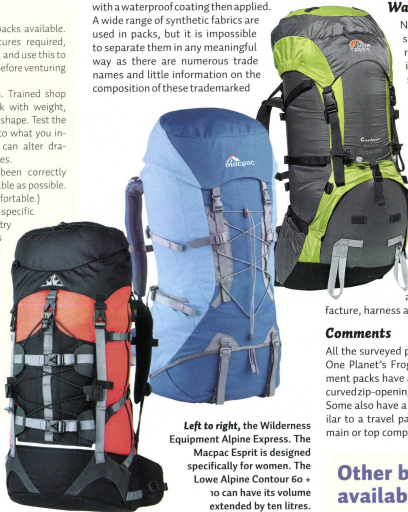 acks available.
tures required,
, and use this to
efore venturing
s. Trained shop
k with weight,
shape. Test the
to what you in-
can alter dra-
es.
been correctly
ble as possible.
fortable.)
-specific
try
s
with a waterproof coating then applied.
A wide range of synthetic fabrics are
used in packs, but it is impossible
to separate them in any meaningful
way as there are numerous trade
names and little information on the
composition of these trademarked
macpac
Lowe
alpine
Contour
Left to right, the Wilderness
Equipment Alpine Express. The
Macpac Esprit is designed
specifically for women. The
Lowe Alpine Contour 60 +
10 can have its volume
extended by ten litres.
Wa
N
s
r
i
s
a
facture, harness a
Comments
All the surveyed p
One Planet's Frog
ment packs have a
curved zip-opening
Some also have a
ilar to a travel pa
main or top comp
Other b
availab